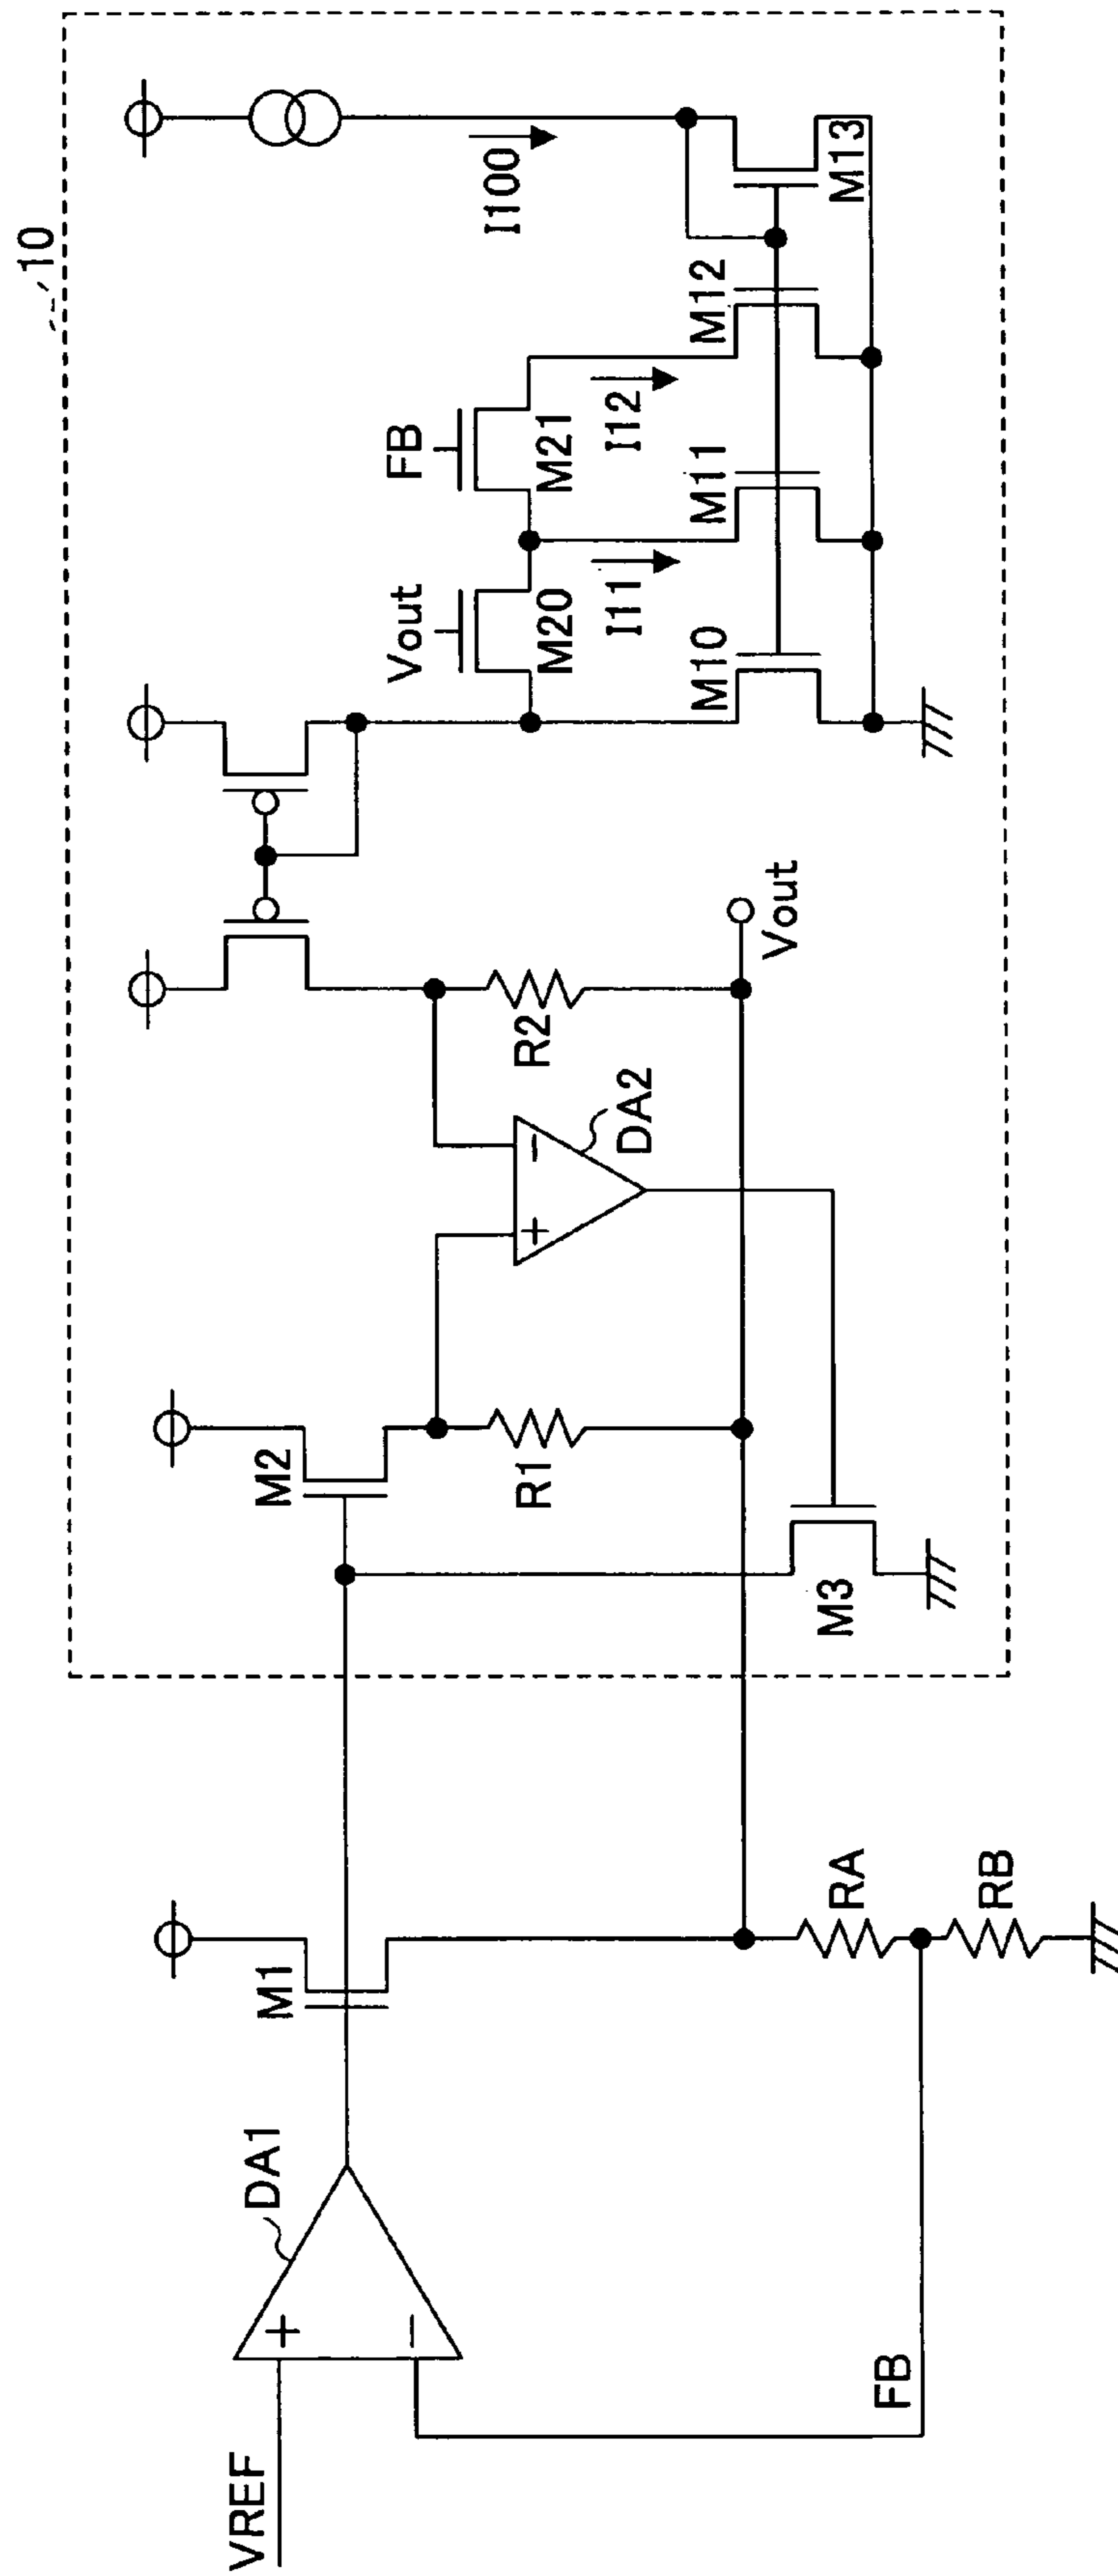 10
VREF
+
−
DA1
FB
M1
RA
RB
M2
R1
M3
+
−
DA2
R2
Vout
Vout
M20
FB
M21
I11
I12
I100
M10
M11
M12
M13